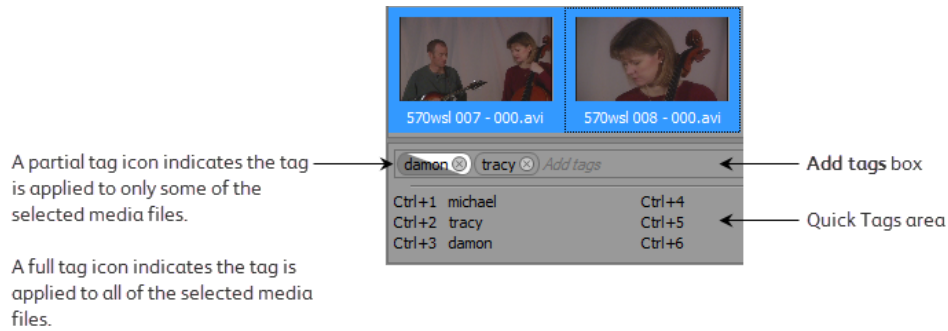 570wsl 007 - 000.avi
570wsl 008 - 000.avi
A partial tag icon indicates the tag
is applied to only some of the
selected media files.
A full tag icon indicates the tag is
applied to all of the selected media
files.
damon tracy Add tags
Ctrl+1 michael Ctrl+4
Ctrl+2 tracy Ctrl+5
Ctrl+3 damon Ctrl+6
Add tags box
Quick Tags area